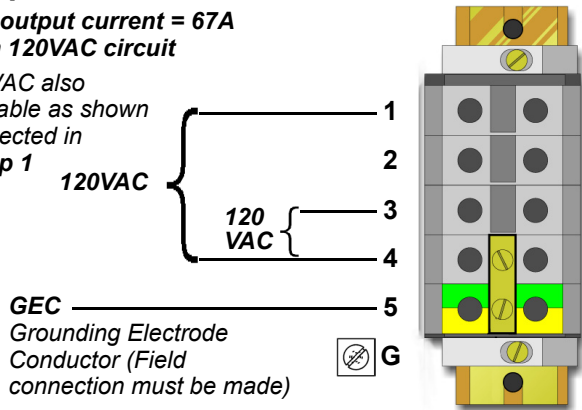 output current = 67A
120VAC circuit
VAC also
able as shown
ected in
p 1
120VAC
1
2
3
4
5
120
VAC
GEC
Grounding Electrode
Conductor (Field
connection must be made)
G